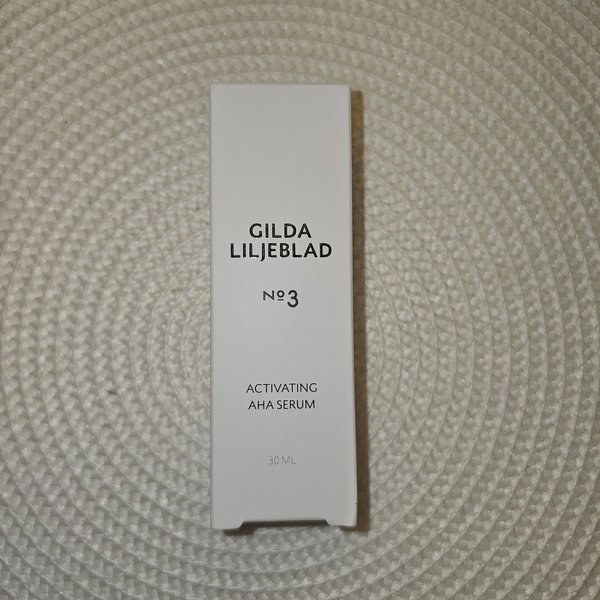 GILDA
LILJEBLAD
Nº3
ACTIVATING
AHA SERUM
30 ML